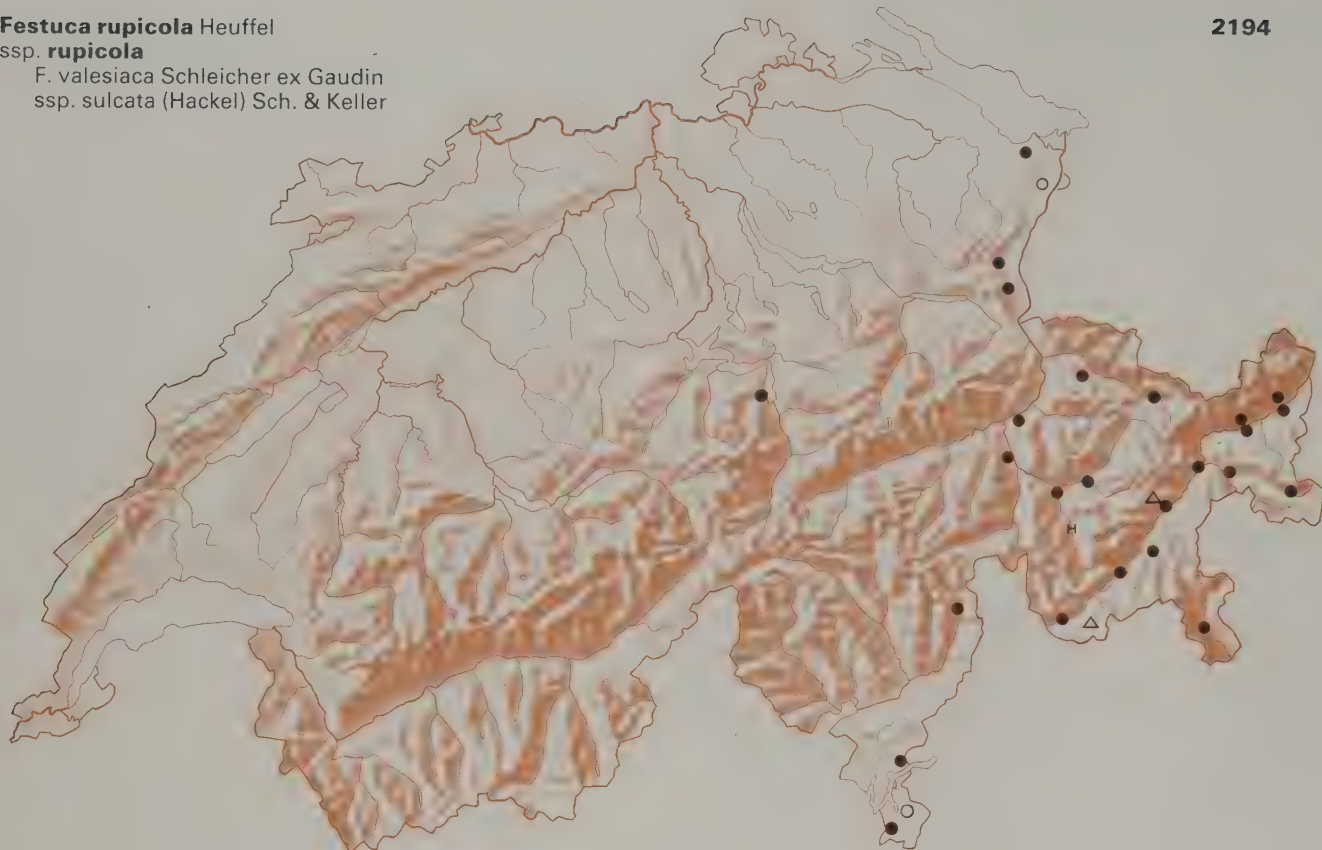 Festuca rupicola Heuffel
ssp. rupicola
F. valesiaca Schleicher ex Gaudin
ssp. sulcata (Hackel) Sch. & Keller
2194
H